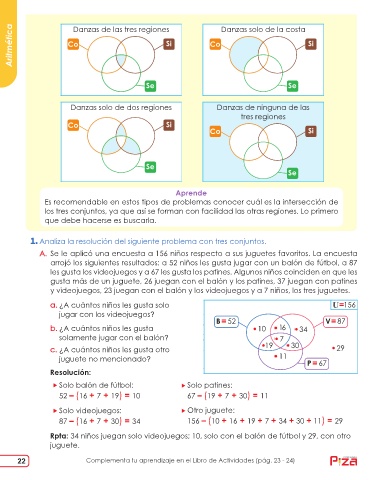 Aritmética
Danzas de las tres regiones
Co
Si
Se
Danzas solo de la costa
Co
Si
Se
Danzas solo de dos regiones
Co
Si
Se
Danzas de ninguna de las
tres regiones
Co
Si
Se
Aprende
Es recomendable en estos tipos de problemas conocer cuál es la intersección de
los tres conjuntos, ya que así se forman con facilidad las otras regiones. Lo primero
que debe hacerse es buscarla.
1. Analiza la resolución del siguiente problema con tres conjuntos.
A. Se le aplicó una encuesta a 156 niños respecto a sus juguetes favoritos. La encuesta
arrojó los siguientes resultados: a 52 niños les gusta jugar con un balón de fútbol, a 87
les gusta los videojuegos y a 67 les gusta los patines. Algunos niños coinciden en que les
gusta más de un juguete. 26 juegan con el balón y los patines, 37 juegan con patines
y videojuegos, 23 juegan con el balón y los videojuegos y a 7 niños, los tres juguetes.
a. ¿A cuántos niños les gusta solo
jugar con los videojuegos?
b. ¿A cuántos niños les gusta
solamente jugar con el balón?
c. ¿A cuántos niños les gusta otro
juguete no mencionado?
U =156
B = 52
V = 87
10
16
34
7
19
30
29
11
P = 67
Resolución:
Solo balón de fútbol:
52 – (16 + 7 + 19) = 10
Solo patines:
67 – (19 + 7 + 30) = 11
Solo videojuegos:
87 – (16 + 7 + 30) = 34
Otro juguete:
156 – (10 + 16 + 19 + 7 + 34 + 30 + 11) = 29
Rpta: 34 niños juegan solo videojuegos; 10, solo con el balón de fútbol y 29, con otro
juguete.
22
Complementa tu aprendizaje en el Libro de Actividades (pág. 23 - 24)